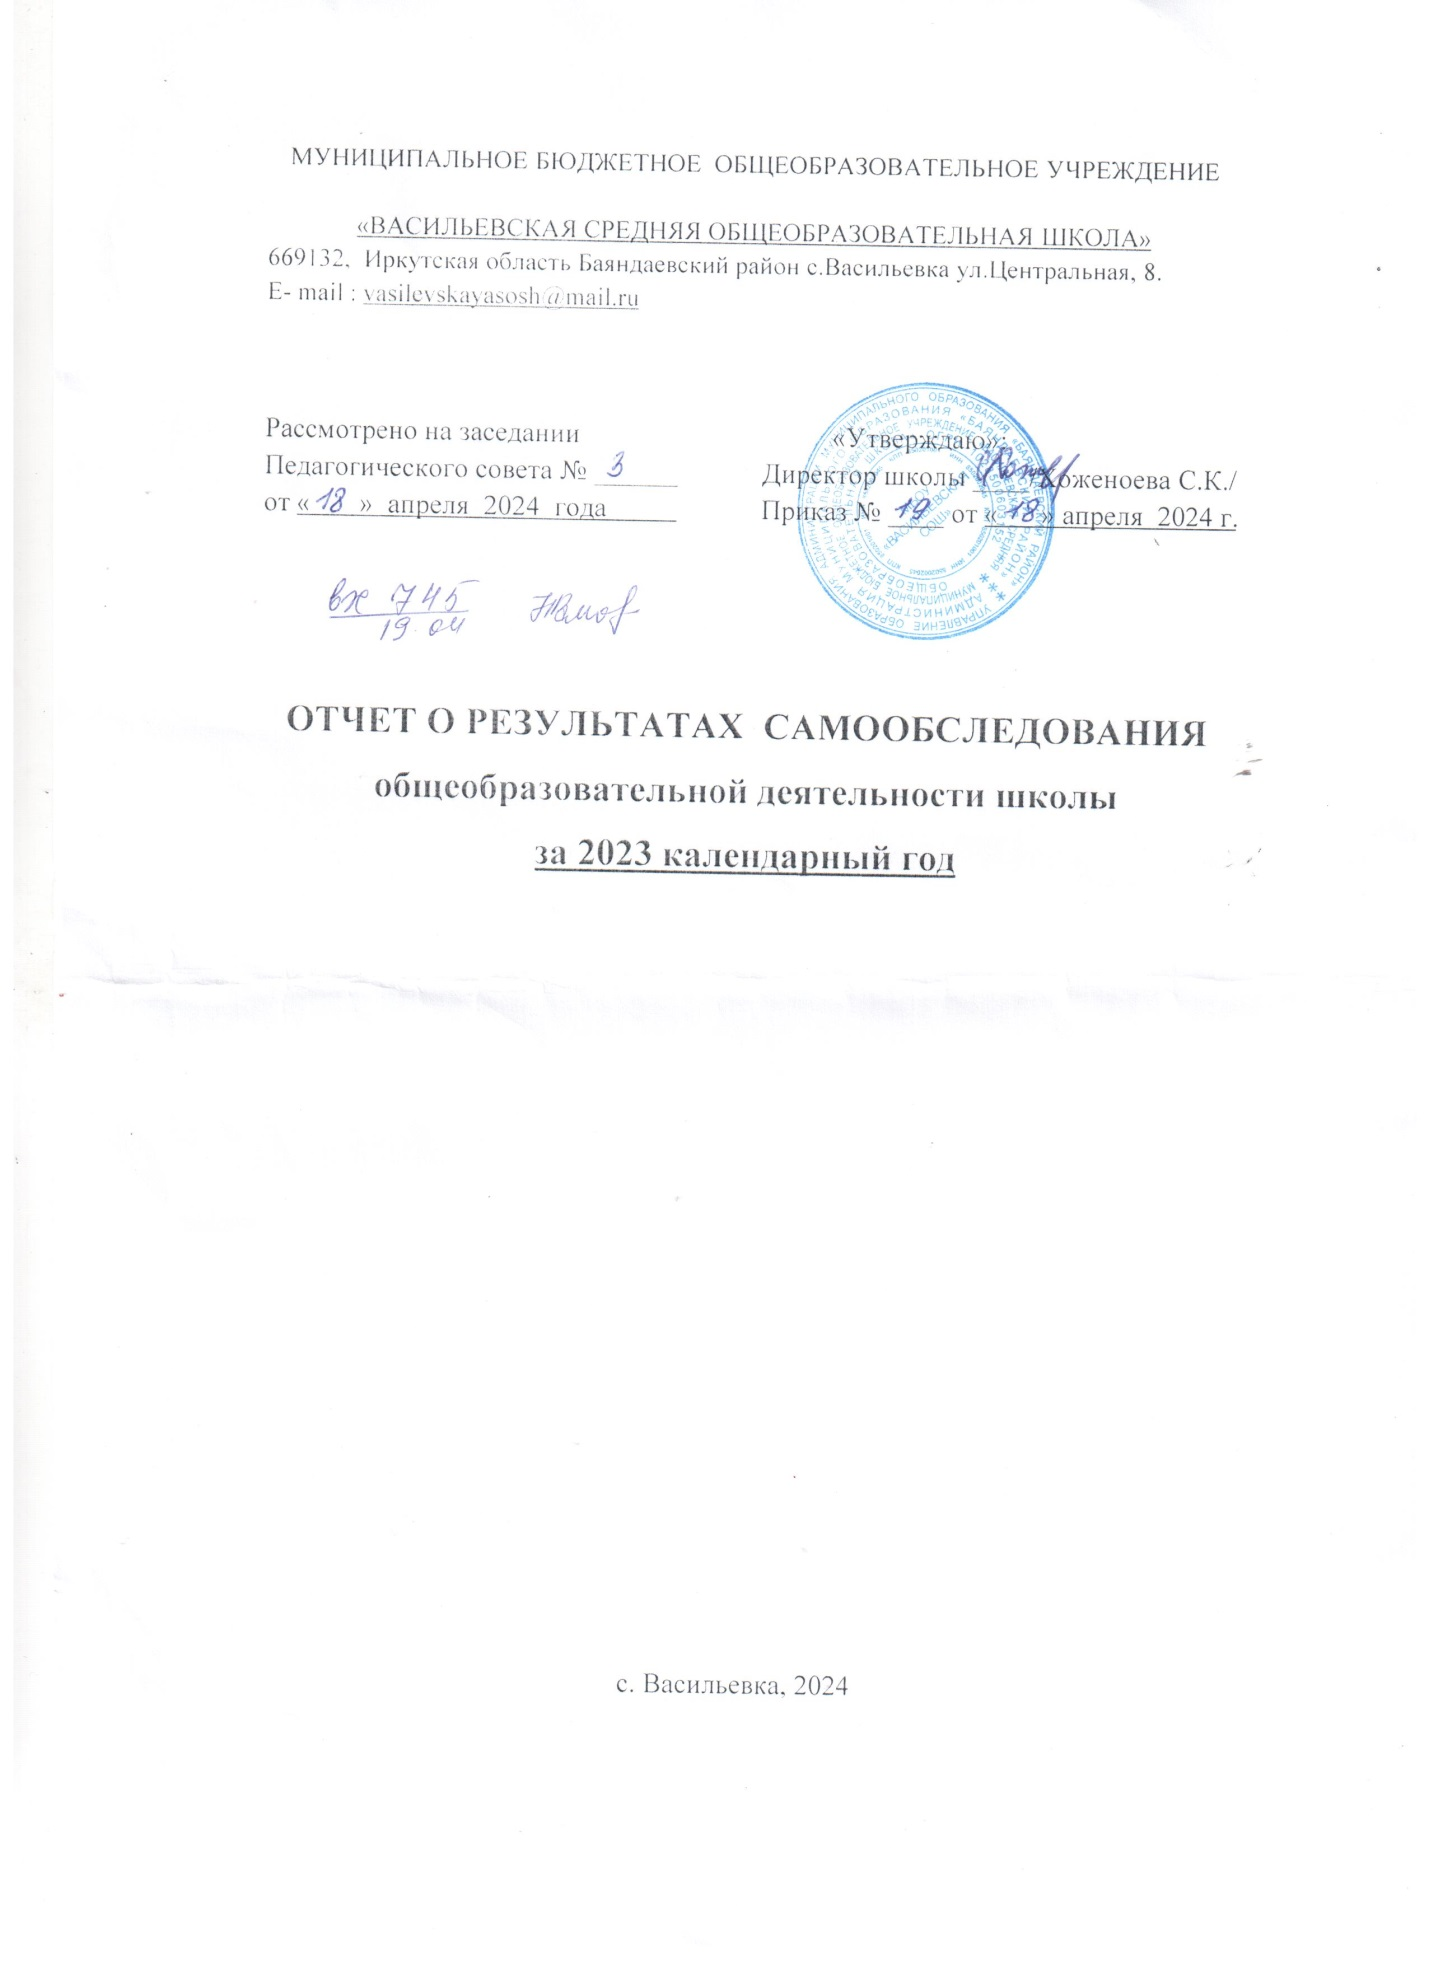 МУНИЦИПАЛЬНОЕ БЮДЖЕТНОЕ ОБЩЕОБРАЗОВАТЕЛЬНОЕ УЧРЕЖДЕНИЕ
«ВАСИЛЬЕВСКАЯ СРЕДНЯЯ ОБЩЕОБРАЗОВАТЕЛЬНАЯ ШКОЛА»
669132, Иркутская область Баяндаевский район с.Васильевка ул.Центральная, 8.
E- mail : vasilevskayasosh@mail.ru
Рассмотрено на заседании
Педагогического совета № 3
от « 18 » апреля 2024 года
«Утверждаю»:
Директор школы /Коженоева С.К./
Приказ № 19 от « 18 » апреля 2024 г.
вх 745
19.04
ОТЧЕТ О РЕЗУЛЬТАТАХ САМООБСЛЕДОВАНИЯ
общеобразовательной деятельности школы
за 2023 календарный год
с. Васильевка, 2024